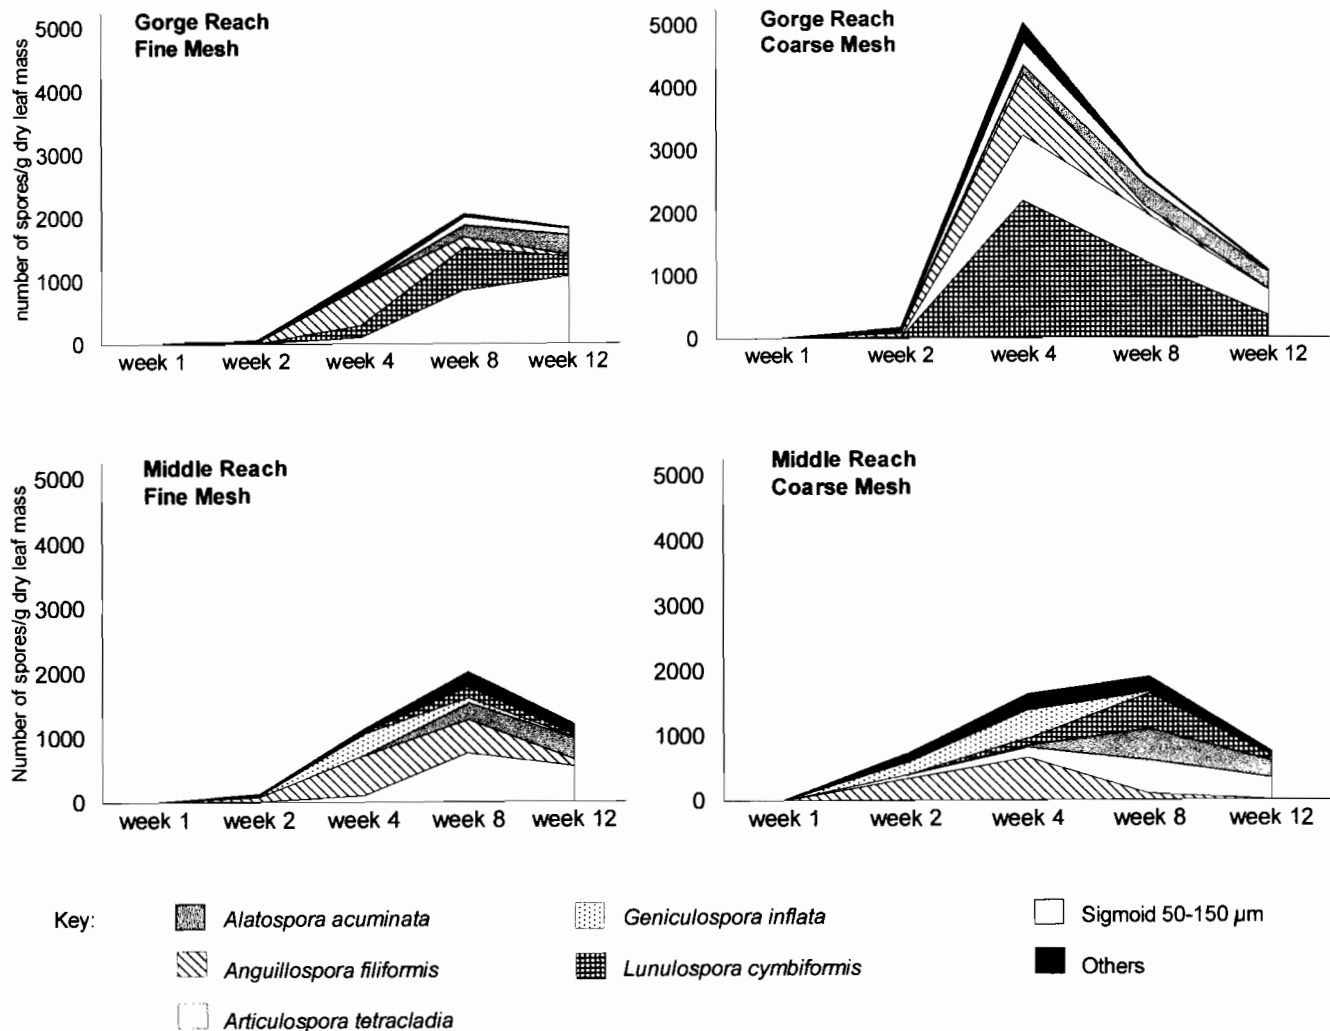 Gorge Reach
Fine Mesh
number of spores/g dry leaf mass
5000
4000
3000
2000
1000
0
week 1 week 2 week 4 week 8 week 12
Gorge Reach
Coarse Mesh
5000
4000
3000
2000
1000
0
week 1 week 2 week 4 week 8 week 12
Middle Reach
Fine Mesh
Number of spores/g dry leaf mass
5000
4000
3000
2000
1000
0
week 1 week 2 week 4 week 8 week 12
Middle Reach
Coarse Mesh
5000
4000
3000
2000
1000
0
week 1 week 2 week 4 week 8 week 12
Key:
Alatospora acuminata
Anguillospora filiformis
Articulospora tetracladia
Geniculospora inflata
Lunulospora cymbiformis
Sigmoid 50-150 µm
Others